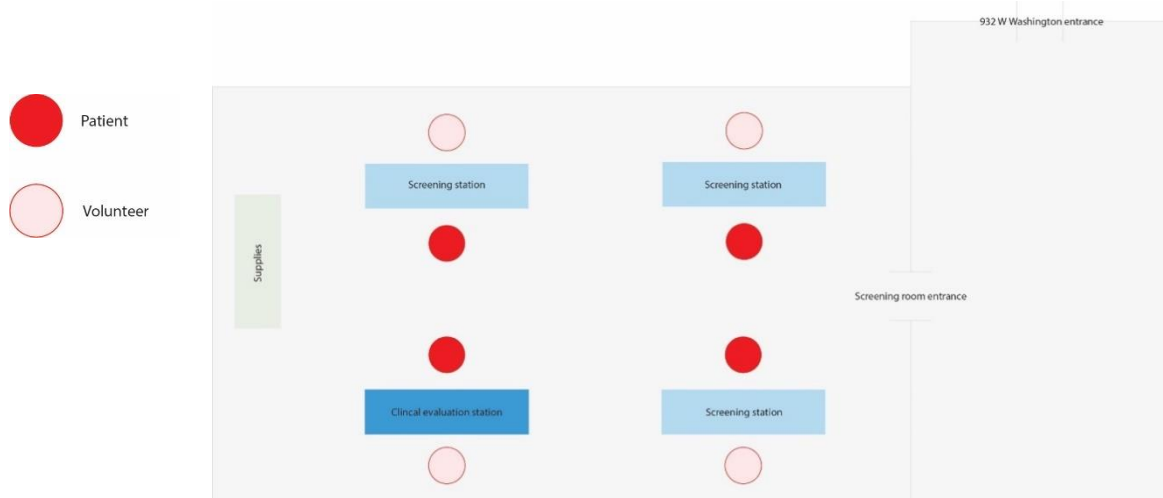 932 W Washington entrance
Patient
Volunteer
Screening station
Screening station
Supplies
Screening room entrance
Clincal evaluation station
Screening station